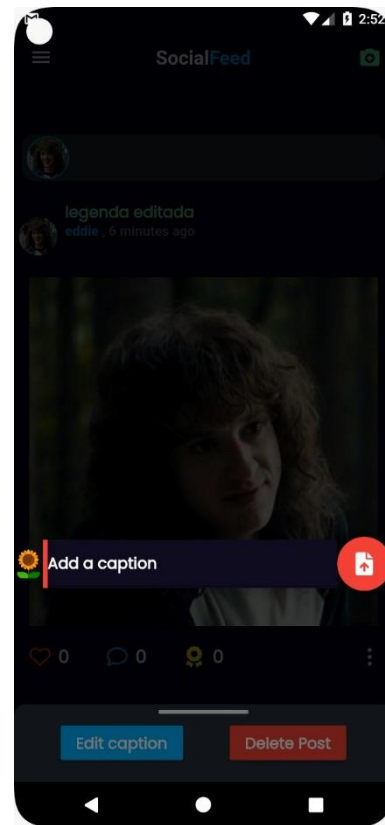 2:52
SocialFeed
legenda editada
eddie , 6 minutes ago
Add a caption
0 0 0
Edit caption Delete Post